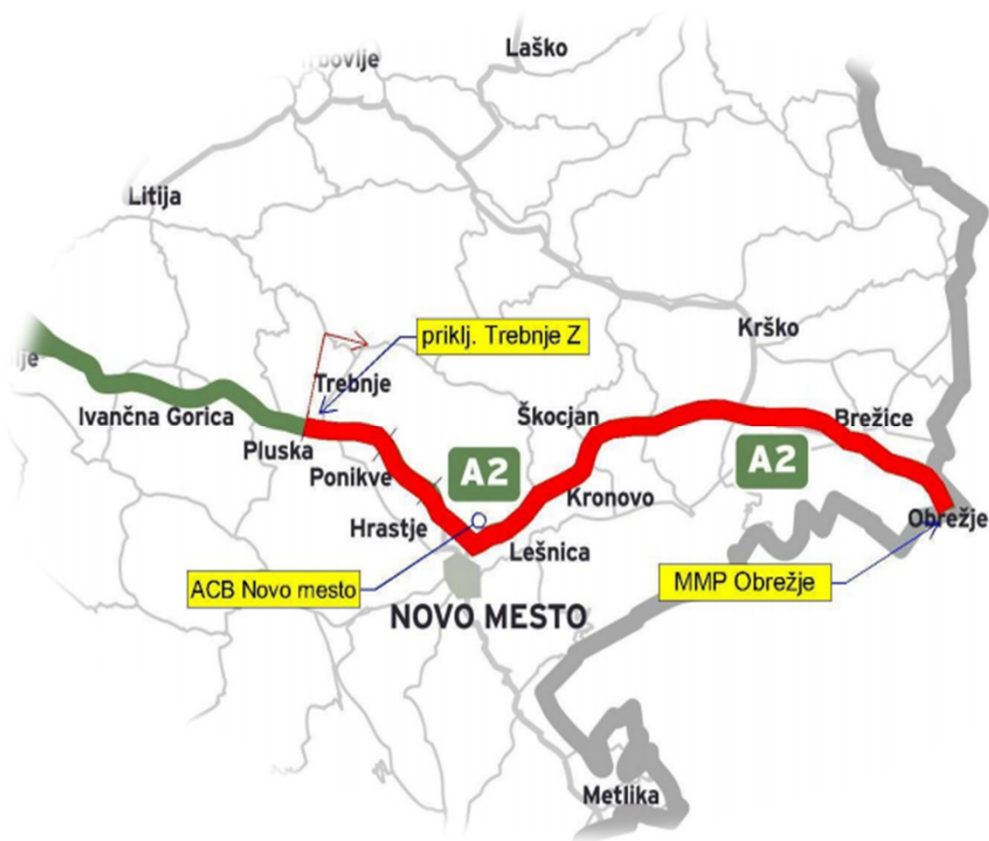 Laško
Litija
Krško
priklj. Trebnje Z
Trebnje
Ivančna Gorica
Škocjan
Brežice
Pluska
A2
A2
Ponikve
Kronovo
Hrastje
Obrežje
Lešnica
ACB Novo mesto
MMP Obrežje
NOVO MESTO
Metlika